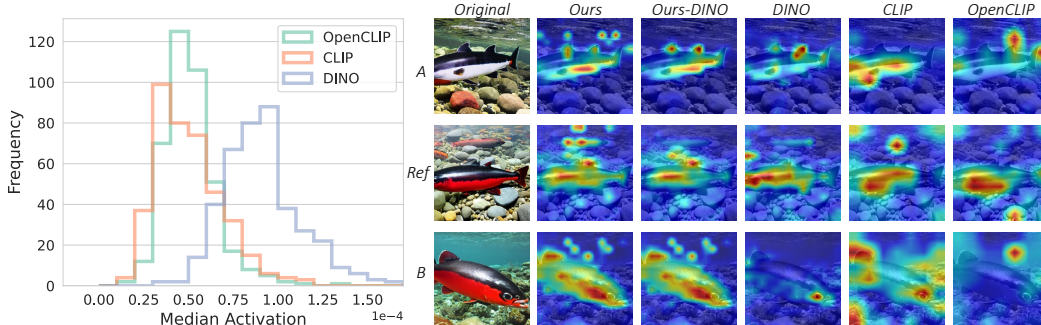 Original Ours Ours-DINO DINO CLIP OpenCLIP
OpenCLIP
CLIP
DINO
120
100
80
60
40
20
0
Frequency
0.00 0.25 0.50 0.75 1.00 1.25 1.50
1e−4
Median Activation
A
Ref
B